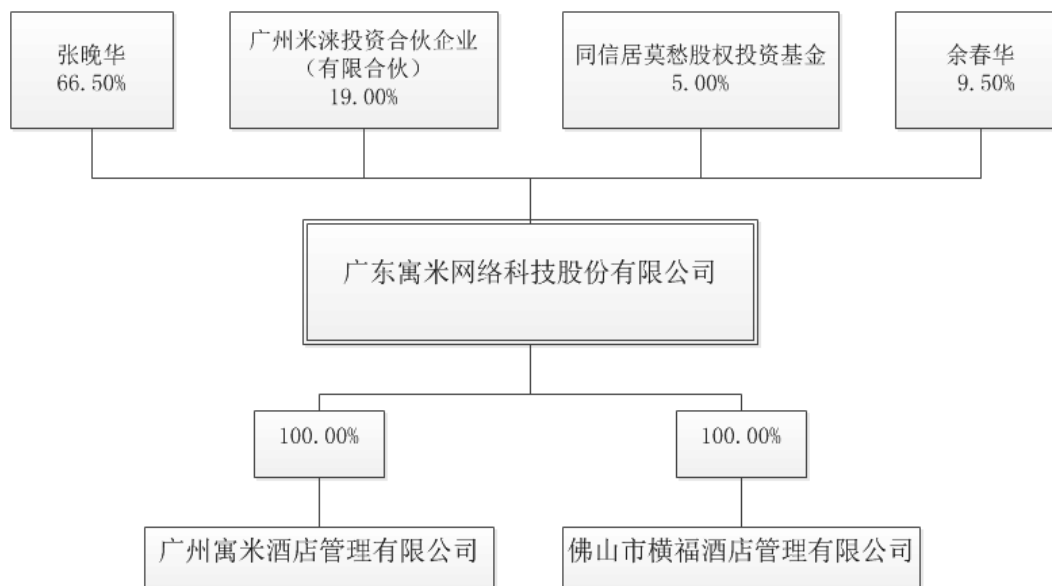 张晚华
66.50%
广州米涞投资合伙企业
（有限合伙）
19.00%
同信居莫愁股权投资基金
5.00%
余春华
9.50%
广东寓米网络科技股份有限公司
100.00%
100.00%
广州寓米酒店管理有限公司
佛山市横福酒店管理有限公司